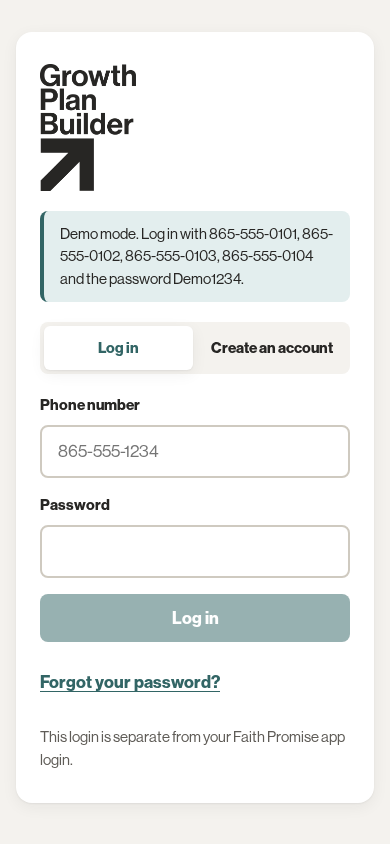 Growth
Plan
Builder
Demo mode. Log in with 865-555-0101, 865-
555-0102, 865-555-0103, 865-555-0104
and the password Demo1234.
Log in
Create an account
Phone number
865-555-1234
Password
Log in
Forgot your password?
This login is separate from your Faith Promise app
login.